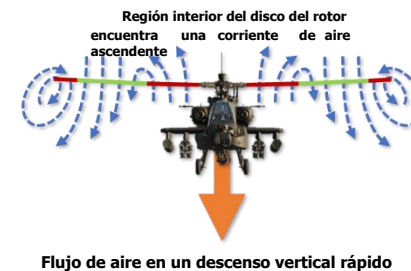 Región interior del disco del rotor
encuentra una corriente de aire
ascendente
Flujo de aire en un descenso vertical rápido